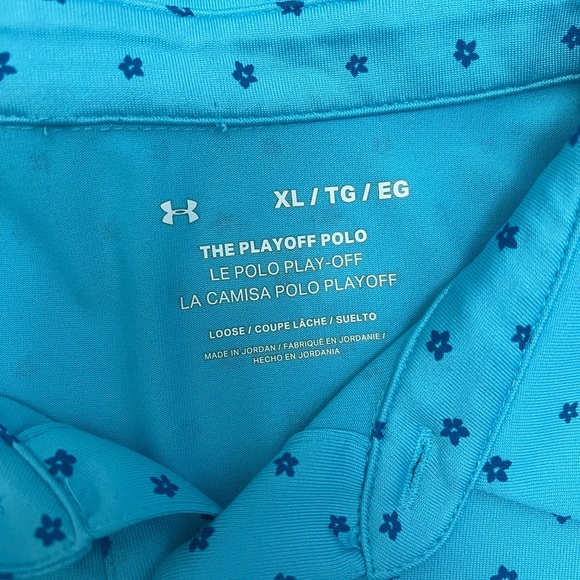 XL / TG / EG
THE PLAYOFF POLO
LE POLO PLAY-OFF
LA CAMISA POLO PLAYOFF
LOOSE / COUPE LÂCHE / SUELTO
MADE IN JORDAN / FABRIQUÉ EN JORDANIE /
HECHO EN JORDANIA